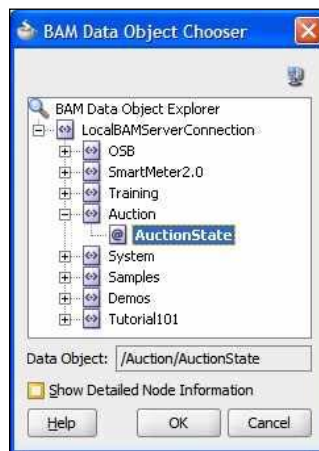 BAM Data Object Chooser
BAM Data Object Explorer
LocalBAMServerConnection
OSB
SmartMeter2.0
Training
Auction
AuctionState
System
Samples
Demos
Tutorial101
Data Object: /Auction/AuctionState
Show Detailed Node Information
Help OK Cancel